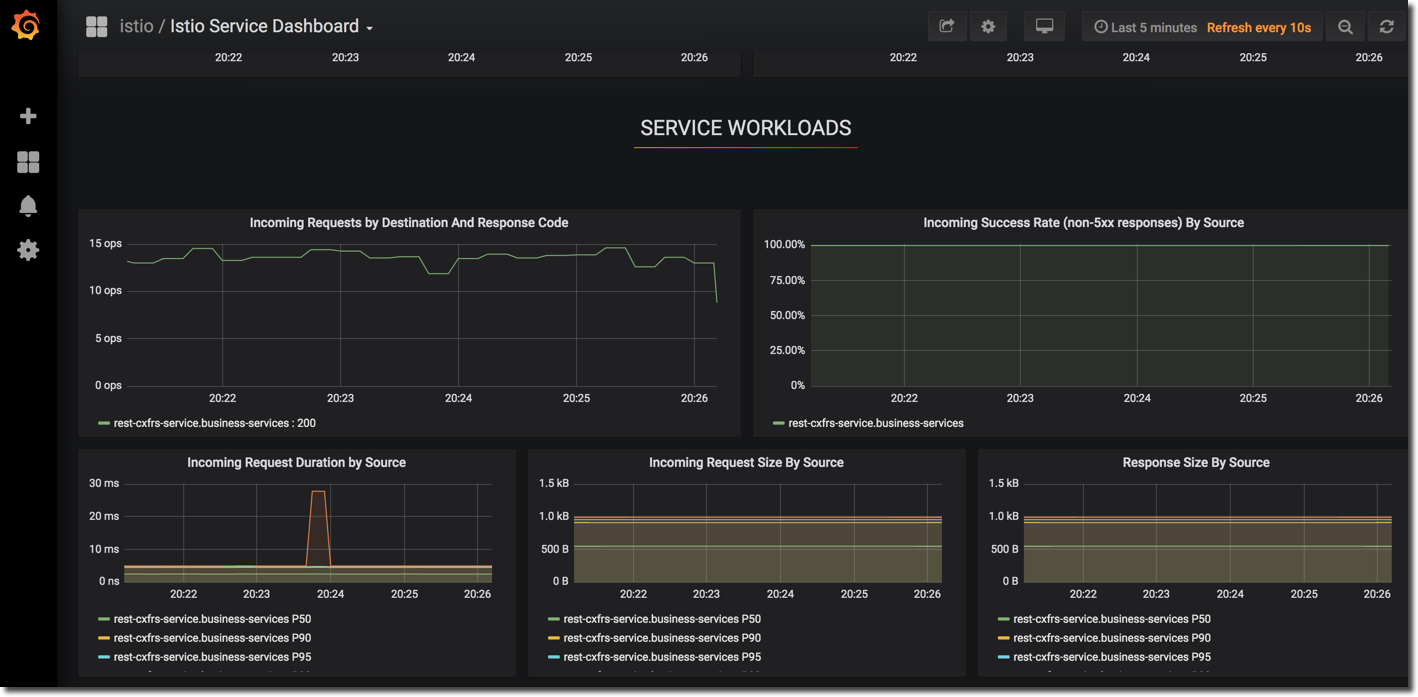 istio / Istio Service Dashboard
Last 5 minutes Refresh every 10s
20:22 20:23 20:24 20:25 20:26
20:22 20:23 20:24 20:25 20:26
SERVICE WORKLOADS
Incoming Requests by Destination And Response Code
15 ops
10 ops
5 ops
0 ops
20:22 20:23 20:24 20:25 20:26
rest-cxfrs-service.business-services : 200
Incoming Success Rate (non-5xx responses) By Source
100.00%
75.00%
50.00%
25.00%
0%
20:22 20:23 20:24 20:25 20:26
rest-cxfrs-service.business-services
Incoming Request Duration by Source
30 ms
20 ms
10 ms
0 ns
20:22 20:23 20:24 20:25 20:26
rest-cxfrs-service.business-services P50
rest-cxfrs-service.business-services P90
rest-cxfrs-service.business-services P95
Incoming Request Size By Source
1.5 kB
1.0 kB
500 B
0 B
20:22 20:23 20:24 20:25 20:26
rest-cxfrs-service.business-services P50
rest-cxfrs-service.business-services P90
rest-cxfrs-service.business-services P95
Response Size By Source
1.5 kB
1.0 kB
500 B
0 B
20:22 20:23 20:24 20:25 20:26
rest-cxfrs-service.business-services P50
rest-cxfrs-service.business-services P90
rest-cxfrs-service.business-services P95